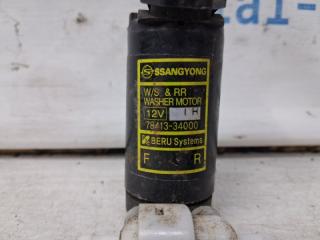 SSANGYONG
W/S & RR
WASHER MOTOR
12V
78413-34000
BERU Systems
F R